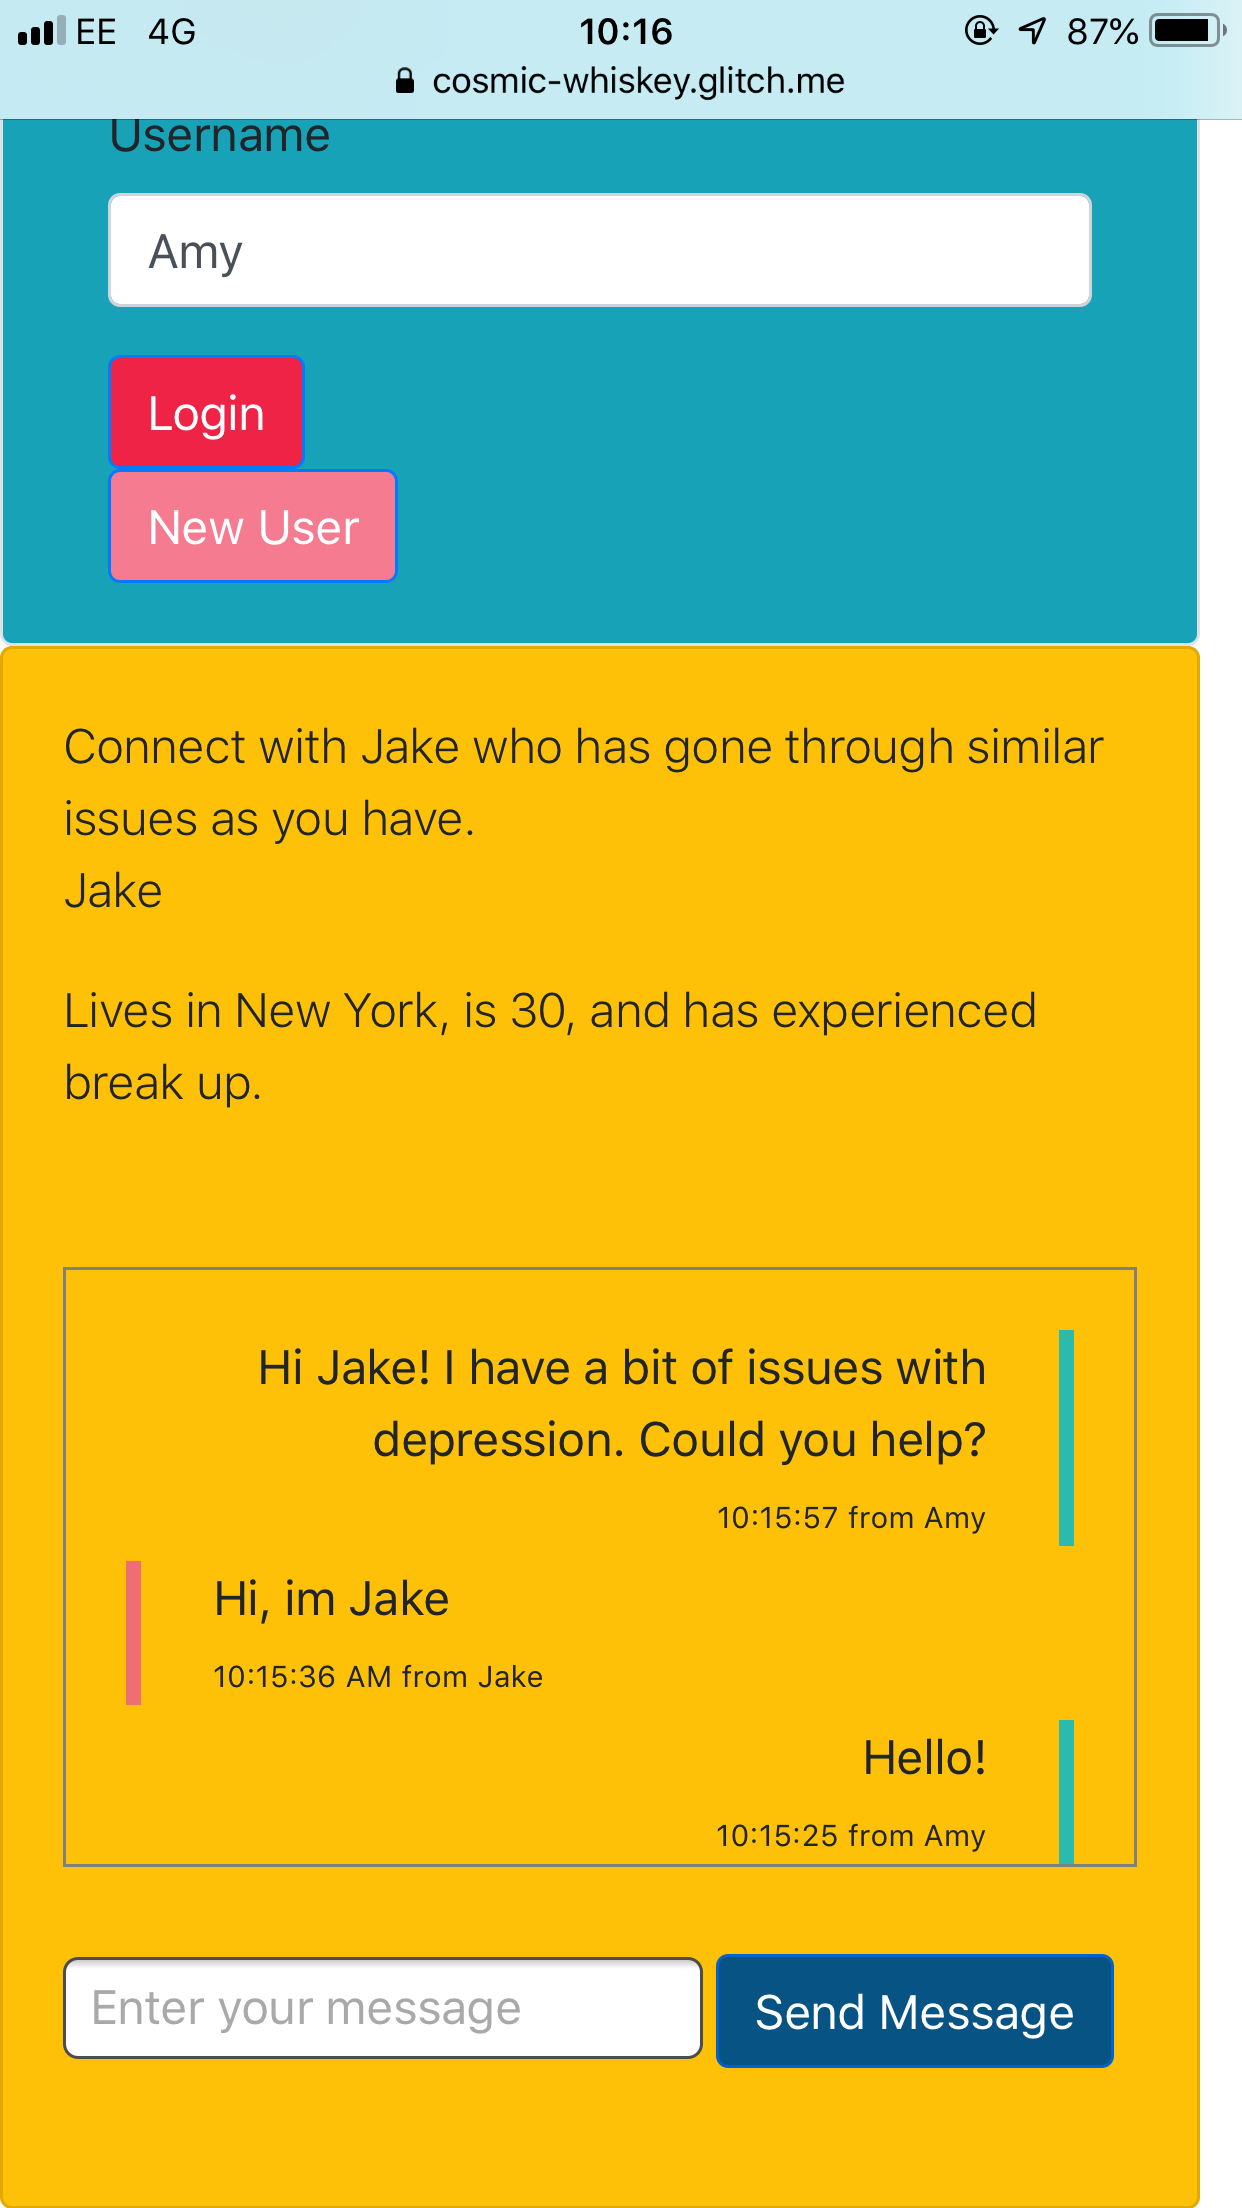 EE 4G 10:16 87%
cosmic-whiskey.glitch.me
Username
Amy
Login
New User
Connect with Jake who has gone through similar
issues as you have.
Jake
Lives in New York, is 30, and has experienced
break up.
Hi Jake! I have a bit of issues with
depression. Could you help?
10:15:57 from Amy
Hi, im Jake
10:15:36 AM from Jake
Hello!
10:15:25 from Amy
Enter your message
Send Message